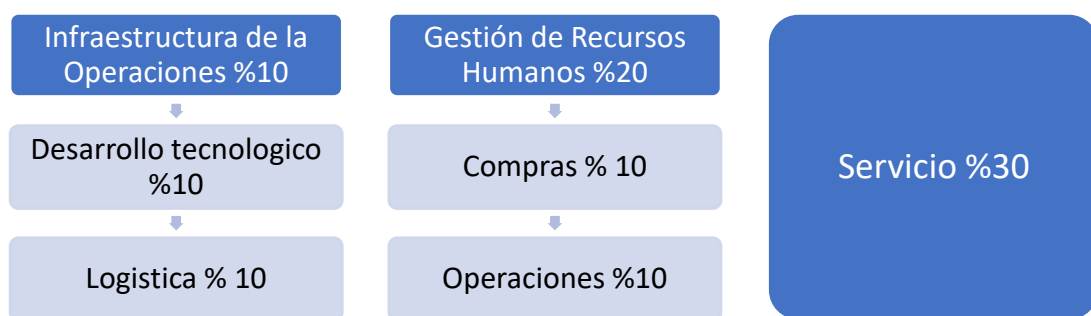 Infraestructura de la
Operaciones %10
Desarrollo tecnologico
%10
Logistica % 10
Gestión de Recursos
Humanos %20
Compras % 10
Operaciones %10
Servicio %30